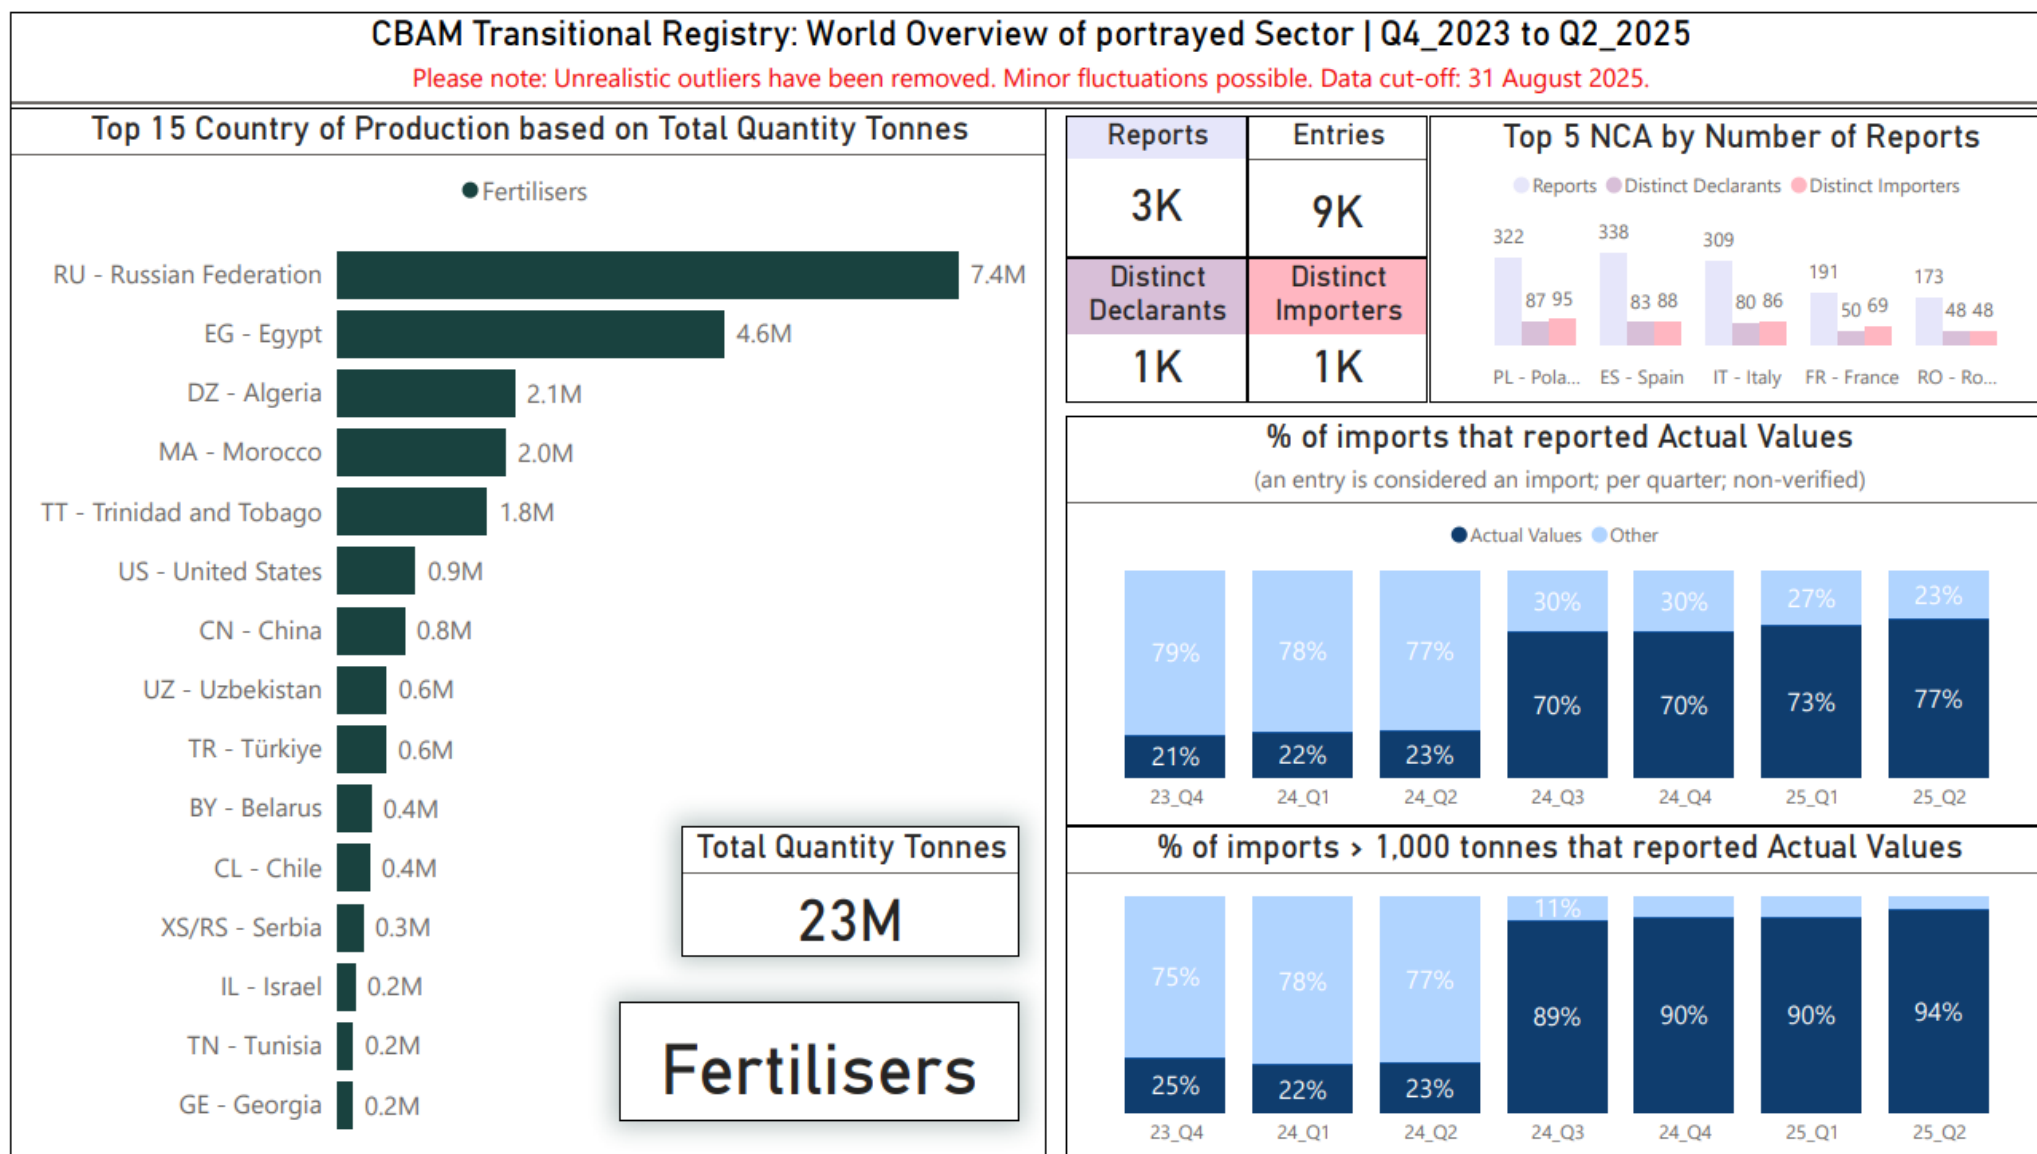 CBAM Transitional Registry: World Overview of portrayed Sector | Q4_2023 to Q2_2025
Please note: Unrealistic outliers have been removed. Minor fluctuations possible. Data cut-off: 31 August 2025.
Top 15 Country of Production based on Total Quantity Tonnes
Fertilisers
RU - Russian Federation 7.4M
EG - Egypt 4.6M
DZ - Algeria 2.1M
MA - Morocco 2.0M
TT - Trinidad and Tobago 1.8M
US - United States 0.9M
CN - China 0.8M
UZ - Uzbekistan 0.6M
TR - Türkiye 0.6M
BY - Belarus 0.4M
CL - Chile 0.4M
XS/RS - Serbia 0.3M
IL - Israel 0.2M
TN - Tunisia 0.2M
GE - Georgia 0.2M
Total Quantity Tonnes
23M
Fertilisers
Reports
3K
Entries
9K
Distinct
Declarants
1K
Distinct
Importers
1K
Top 5 NCA by Number of Reports
Reports Distinct Declarants Distinct Importers
322 87 95
338 83 88
309 80 86
191 50 69
173 48 48
PL - Pola... ES - Spain IT - Italy FR - France RO - Ro...
% of imports that reported Actual Values
(an entry is considered an import; per quarter; non-verified)
Actual Values Other
79% 78% 77% 30% 30% 27% 23%
21% 22% 23% 70% 70% 73% 77%
23_Q4 24_Q1 24_Q2 24_Q3 24_Q4 25_Q1 25_Q2
% of imports > 1,000 tonnes that reported Actual Values
75% 78% 77% 11%
25% 22% 23% 89% 90% 90% 94%
23_Q4 24_Q1 24_Q2 24_Q3 24_Q4 25_Q1 25_Q2